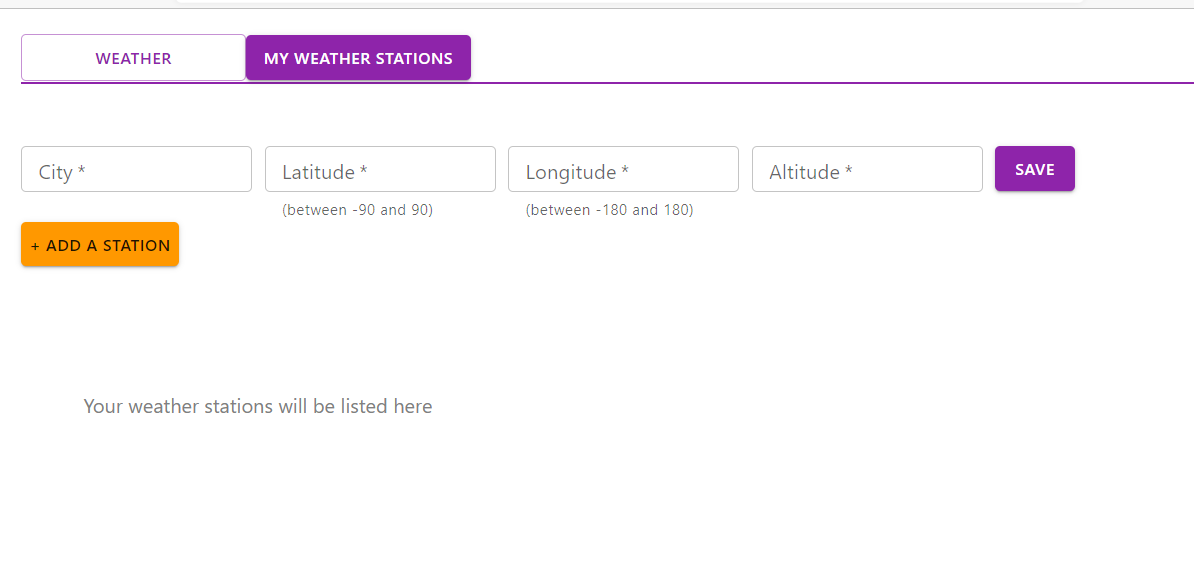 WEATHER MY WEATHER STATIONS
City * Latitude * Longitude * Altitude * SAVE
(between -90 and 90) (between -180 and 180)
+ ADD A STATION
Your weather stations will be listed here